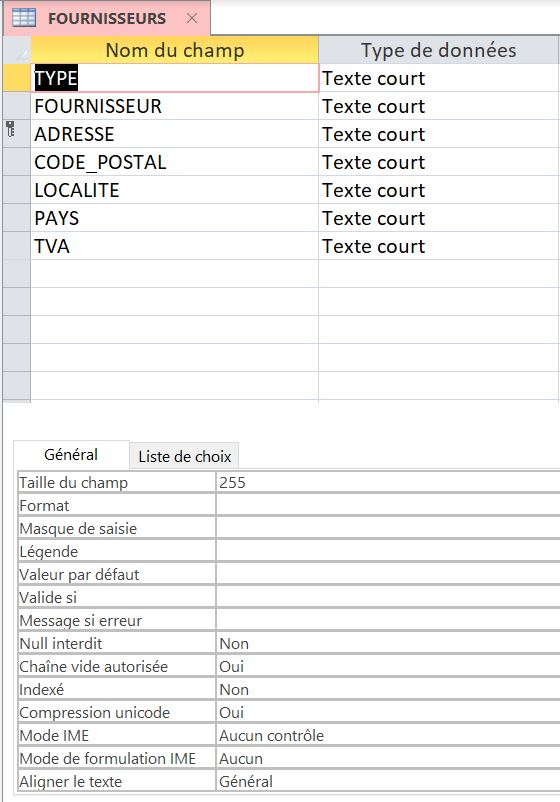 FOURNISSEURS
Nom du champ Type de données
TYPE Texte court
FOURNISSEUR Texte court
ADRESSE Texte court
CODE_POSTAL Texte court
LOCALITE Texte court
PAYS Texte court
TVA Texte court
Général Liste de choix
Taille du champ 255
Format
Masque de saisie
Légende
Valeur par défaut
Valide si
Message si erreur
Null interdit Non
Chaîne vide autorisée Oui
Indexé Non
Compression unicode Oui
Mode IME Aucun contrôle
Mode de formulation IME Aucun
Aligner le texte Général